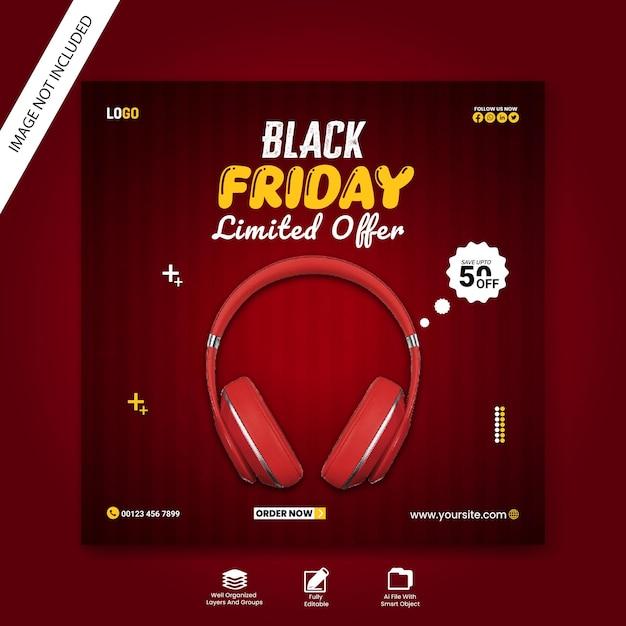 IMAGE NOT INCLUDED
LOGO
FOLLOW US NOW
BLACK
FRIDAY
Limited Offer
SAVE UPTO
50 OFF
00123 456 7899
ORDER NOW
www.yoursite.com
Well Organized
Layers And Groups
Fully
Editable
Ai File With
Smsrt Object